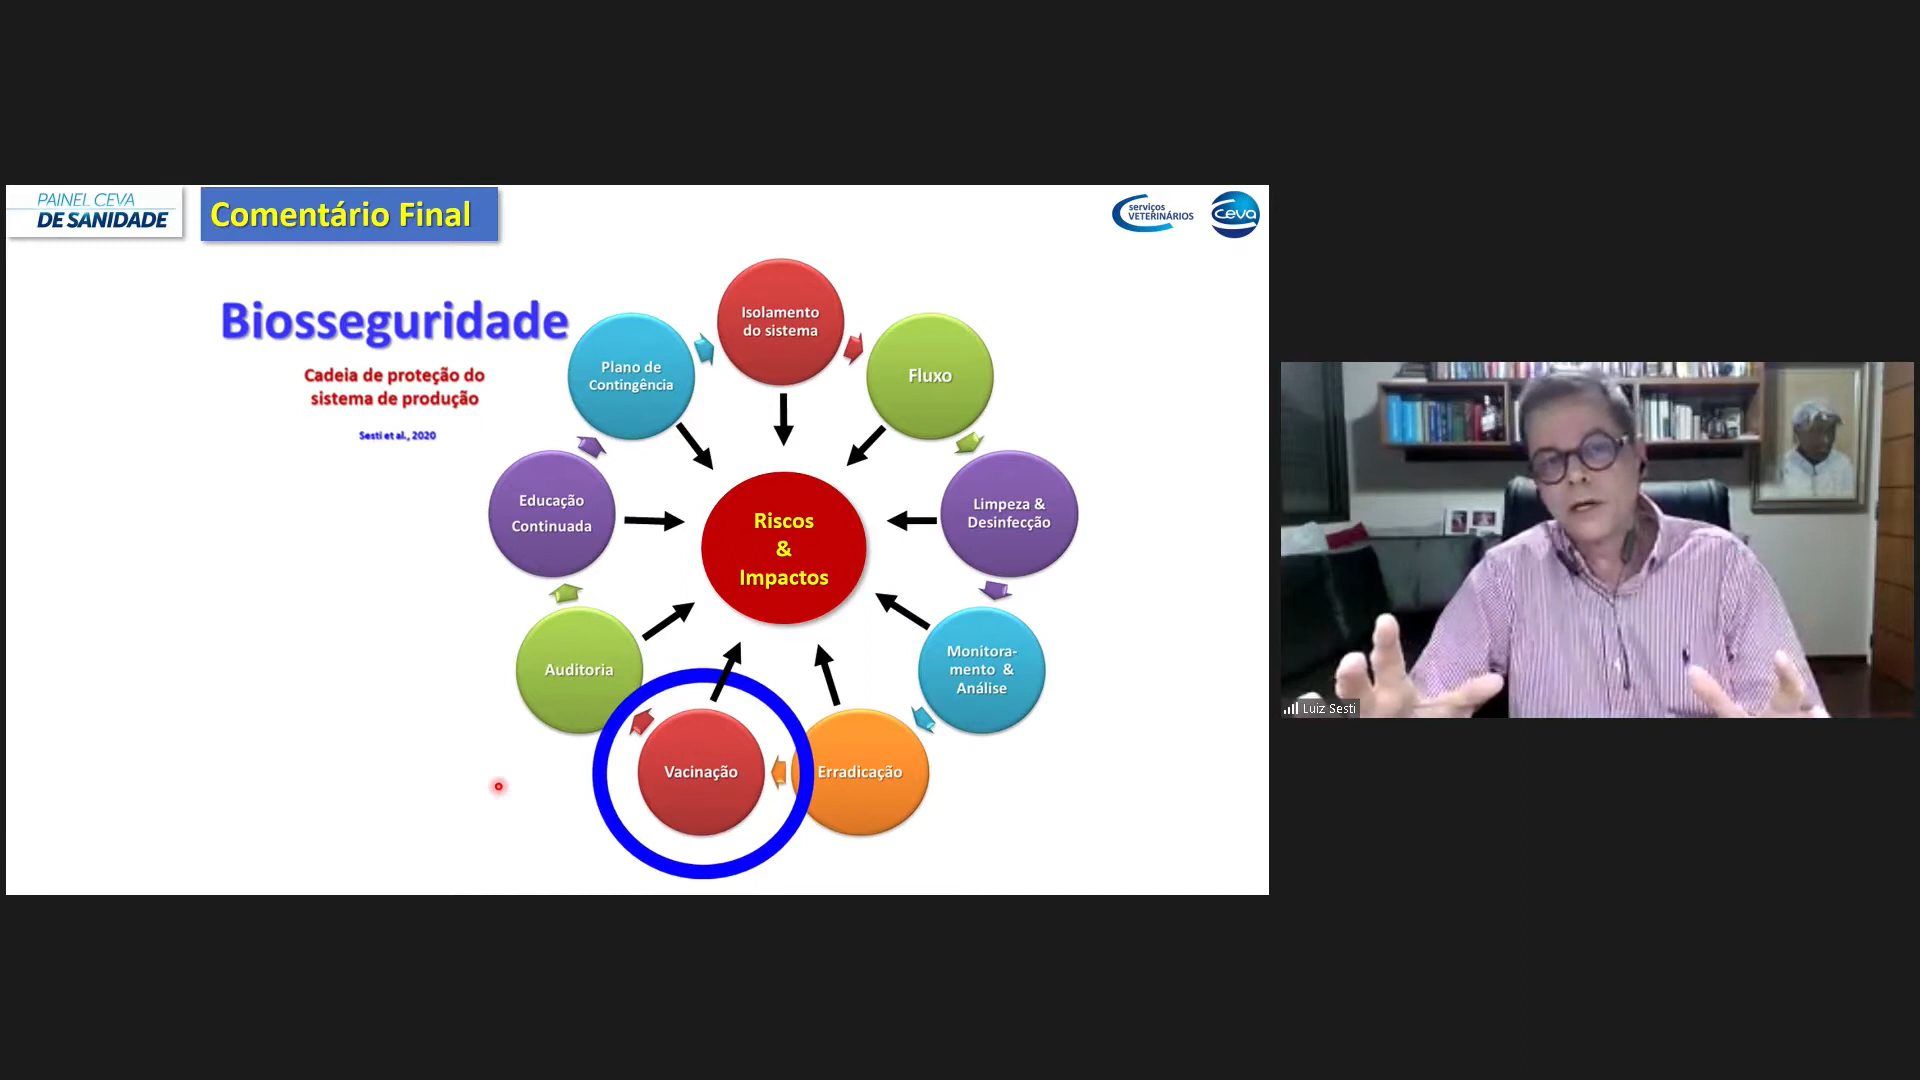 PAINEL CEVA
DE SANIDADE
Comentário Final
serviços
VETERINÁRIOS
Ceva
Biosseguridade
Cadeia de proteção do
sistema de produção
Sesti et al., 2020
Isolamento
do sistema
Fluxo
Limpeza &
Desinfecção
Monitora-
mento &
Análise
Erradicação
Vacinação
Auditoria
Educação
Continuada
Plano de
Contingência
Riscos
&
Impactos
Luiz Sesti